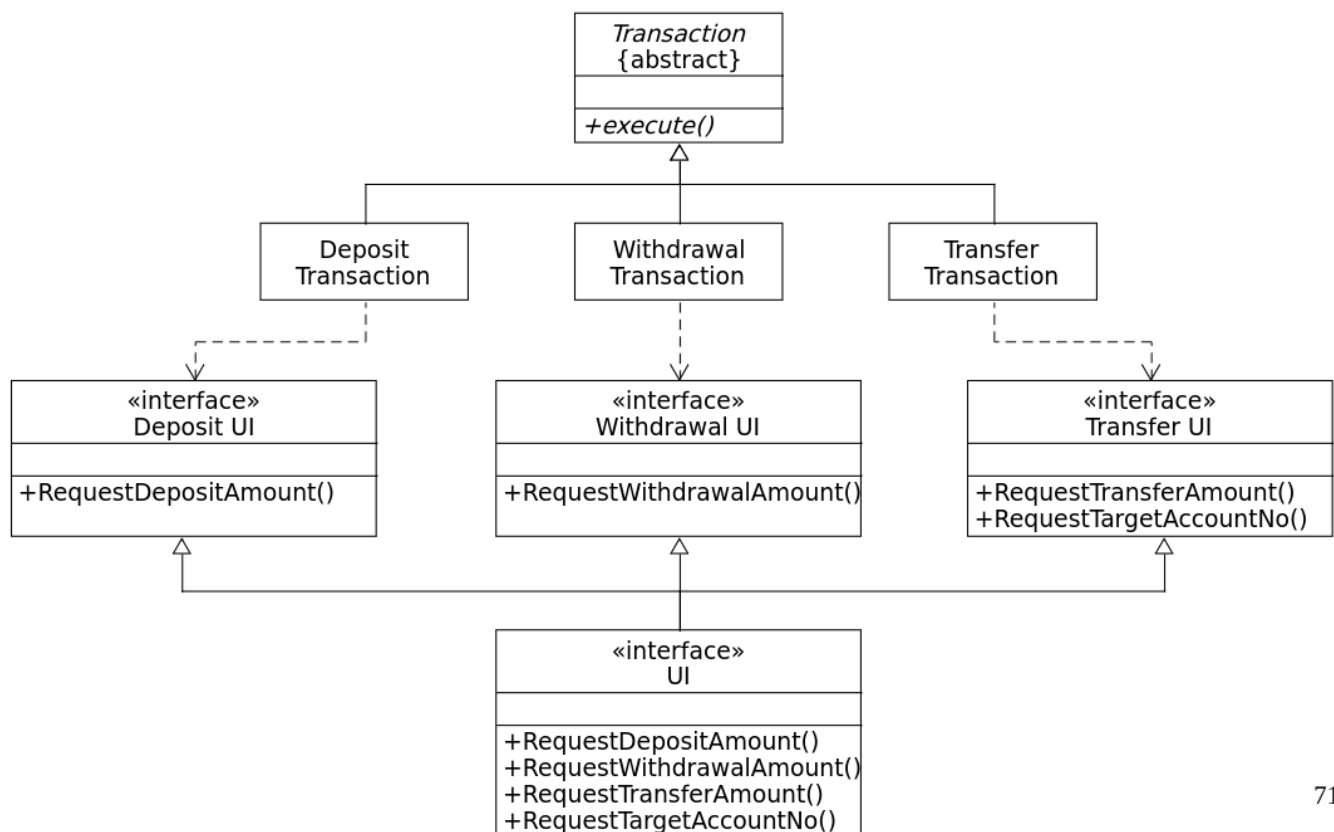 Transaction
{abstract}
+execute()
Deposit
Transaction
Withdrawal
Transaction
Transfer
Transaction
«interface»
Deposit UI
+RequestDepositAmount()
«interface»
Withdrawal UI
+RequestWithdrawalAmount()
«interface»
Transfer UI
+RequestTransferAmount()
+RequestTargetAccountNo()
«interface»
UI
+RequestDepositAmount()
+RequestWithdrawalAmount()
+RequestTransferAmount()
+RequestTargetAccountNo()
71